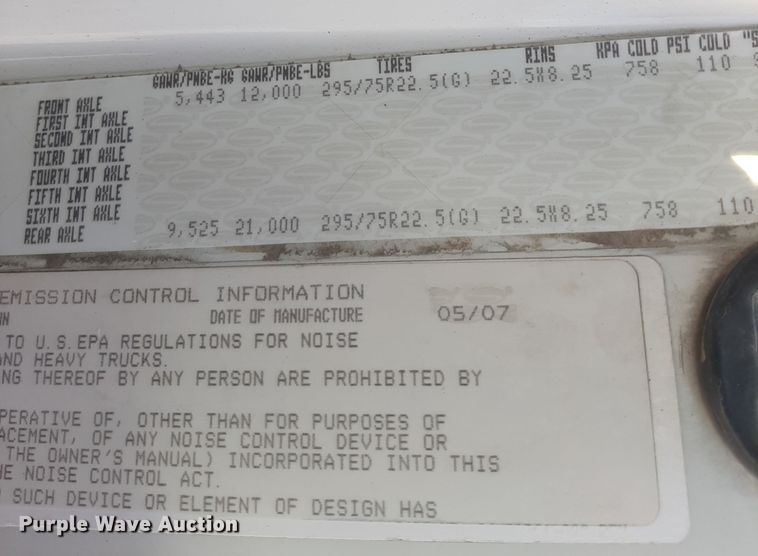 GAWR/PNBE-KG GAWR/PNBE-LBS TIRES RIMS KPA COLD PSI COLD "S
FRONT AXLE 5,443 12,000 295/75R22.5(G) 22.5X8.25 758 110
FIRST INT AXLE
SECOND INT AXLE
THIRD INT AXLE
FOURTH INT AXLE
FIFTH INT AXLE
SIXTH INT AXLE
REAR AXLE 9,525 21,000 295/75R22.5(G) 22.5X8.25 758 110
EMISSION CONTROL INFORMATION
DATE OF MANUFACTURE 05/07
TO U.S.EPA REGULATIONS FOR NOISE
AND HEAVY TRUCKS.
NG THEREOF BY ANY PERSON ARE PROHIBITED BY
PERATIVE OF, OTHER THAN FOR PURPOSES OF
ACEMENT, OF ANY NOISE CONTROL DEVICE OR
THE OWNER'S MANUAL) INCORPORATED INTO THIS
HE NOISE CONTROL ACT.
SUCH DEVICE OR ELEMENT OF DESIGN HAS
Purple Wave Auction